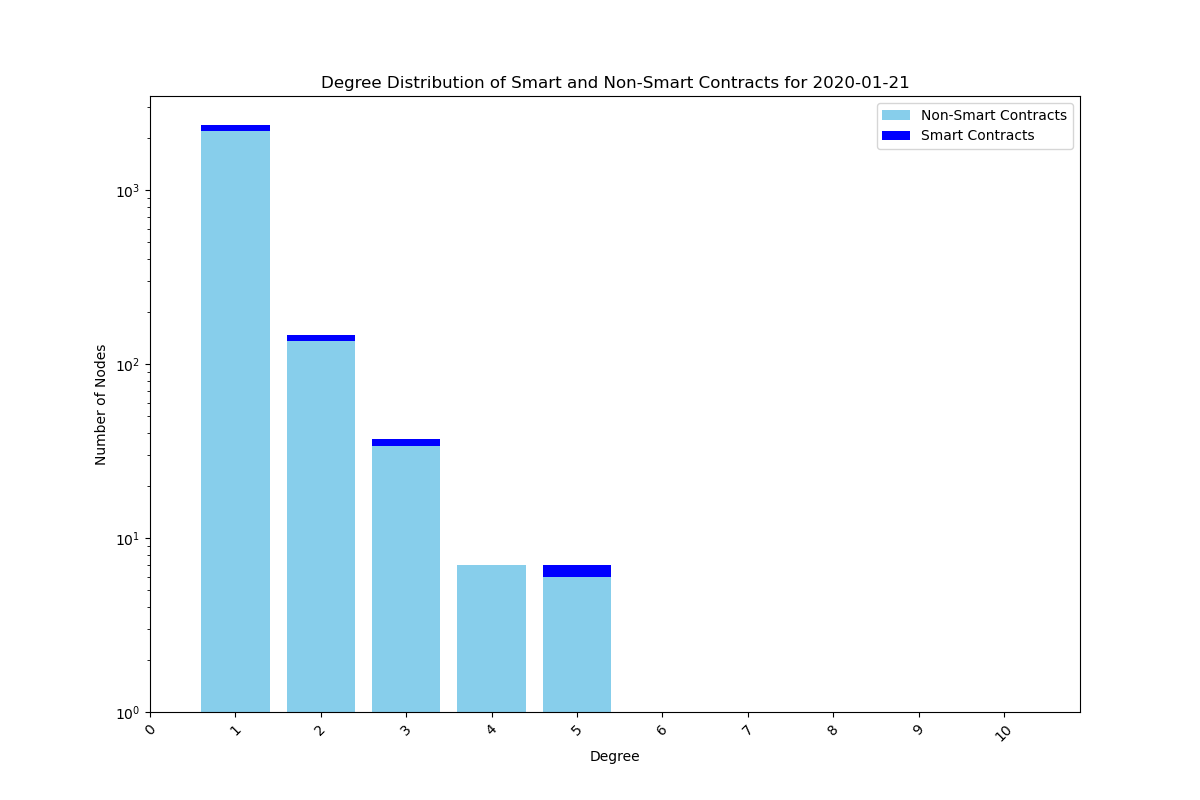 Degree Distribution of Smart and Non-Smart Contracts for 2020-01-21
Non-Smart Contracts
Smart Contracts
Number of Nodes
10³
10²
10¹
10⁰
0 1 2 3 4 5 6 7 8 9 10
Degree